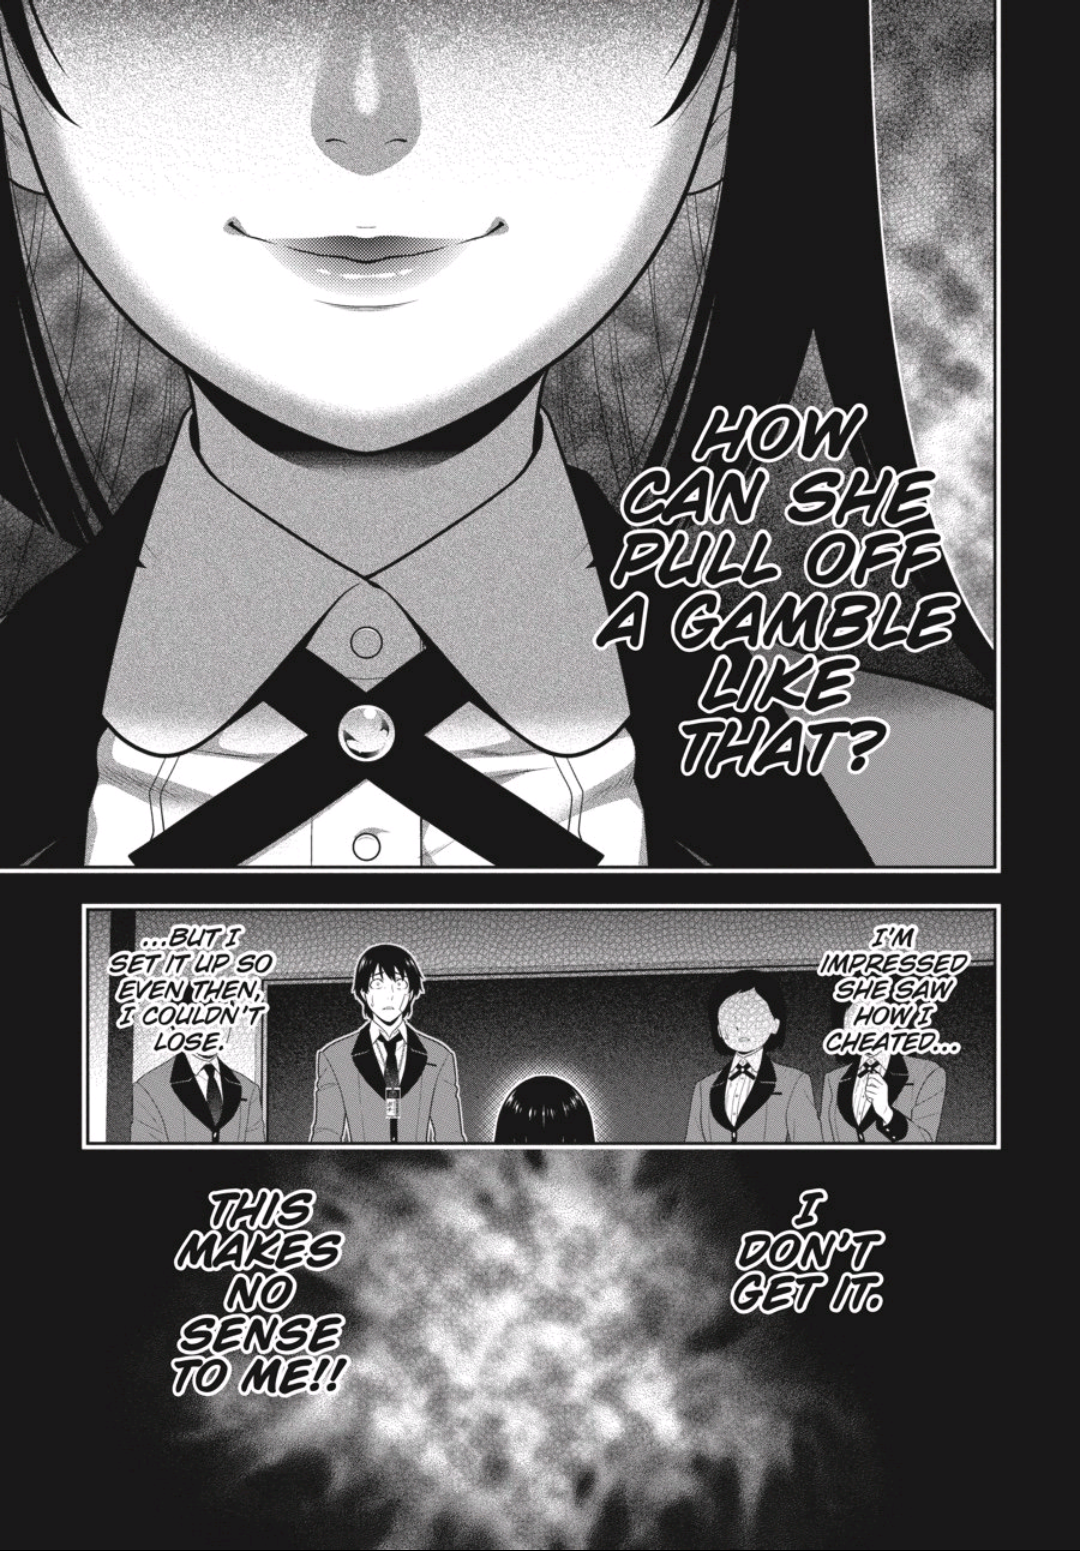 HOW
CAN SHE
PULL OFF
A GAMBLE
LIKE
THAT?
I'M
IMPRESSED
SHE SAW
HOW I
CHEATED...
...BUT I
SET IT UP SO
EVEN THEN,
I COULDN'T
LOSE.
I
DON'T
GET IT.
THIS
MAKES
NO
SENSE
TO ME!!